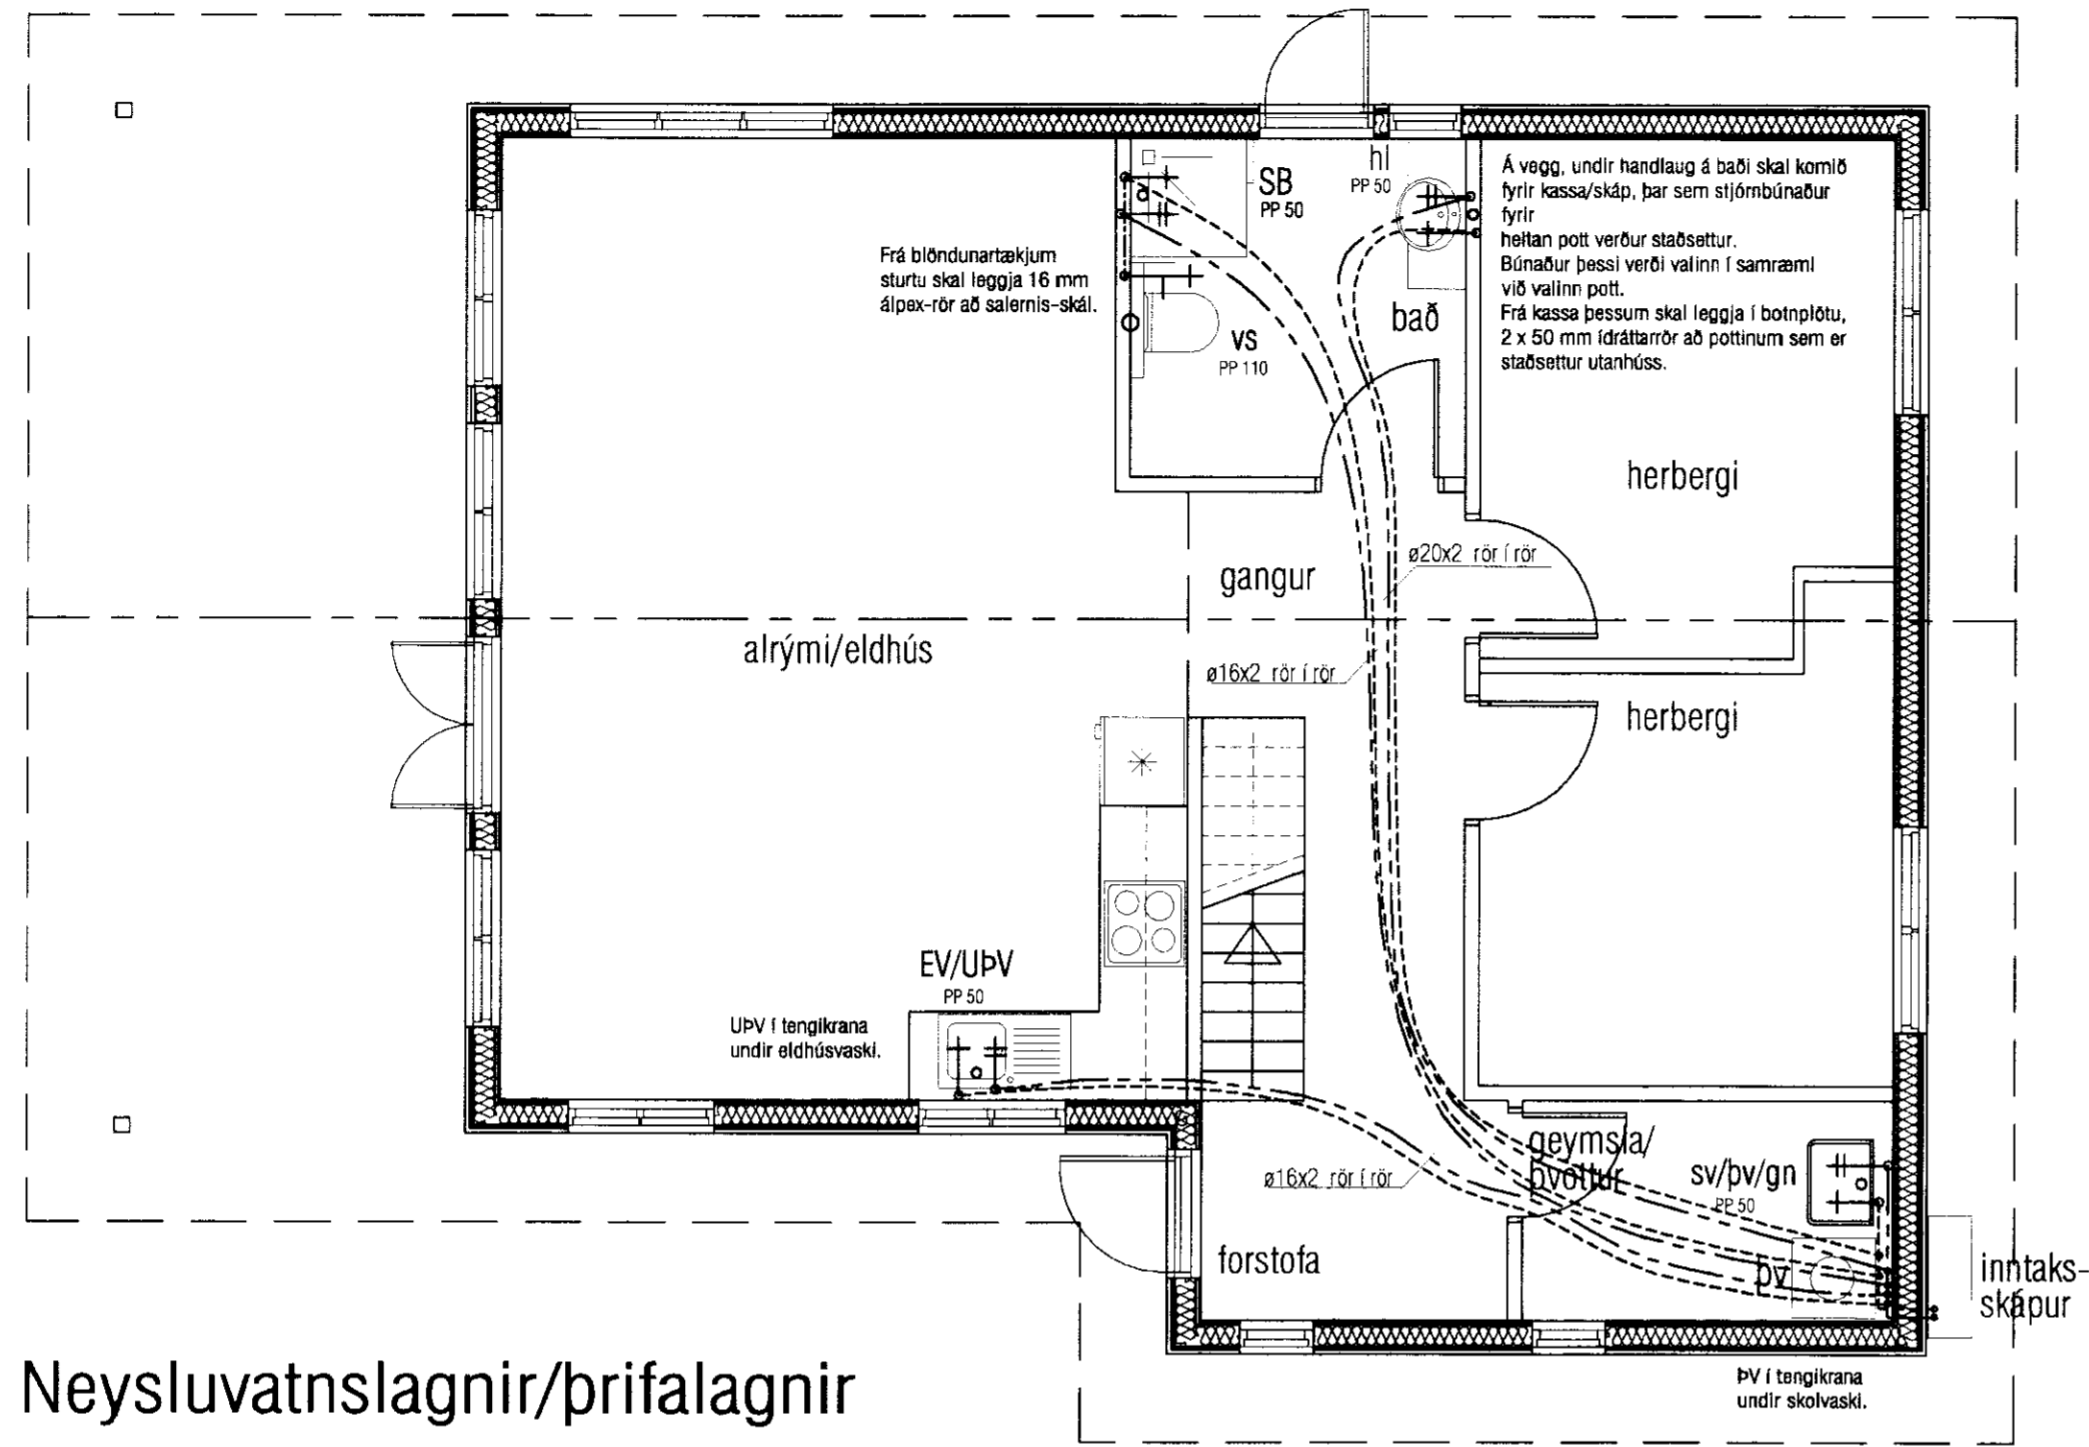 hl
PP 50
SB
PP 50
Á vegg, undir handlaug á baði skal komið
fyrir kassa/skáp, þar sem stjórnbúnaður
fyrir
heitan pott verður staðsettur.
Búnaður þessi verði valinn í samræmi
við valinn pott.
Frá kassa þessum skal leggja í botnplötu,
2 x 50 mm ídráttarrör að pottinum sem er
staðsettur utanhúss.
Frá blöndunartækjum
sturtu skal leggja 16 mm
álpex-rör að salernis-skál.
bað
vs
PP 110
herbergi
ø20x2 rör í rör
gangur
alrými/eldhús
ø16x2 rör í rör
herbergi
EV/UÞV
PP 50
UÞV í tengikrana
undir eldhúsvaski.
geymsla/
þvottur
sv/þv/gn
PP 50
ø16x2 rör í rör
forstofa
þv
inntaks-
skápur
Neysluvatnslagnir/þrifalagnir
ÞV í tengikrana
undir skolvaski.